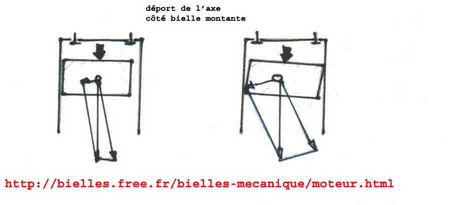 déport de l'axe
côté bielle montante
http://bielles.free.fr/bielles-mecanique/moteur.html